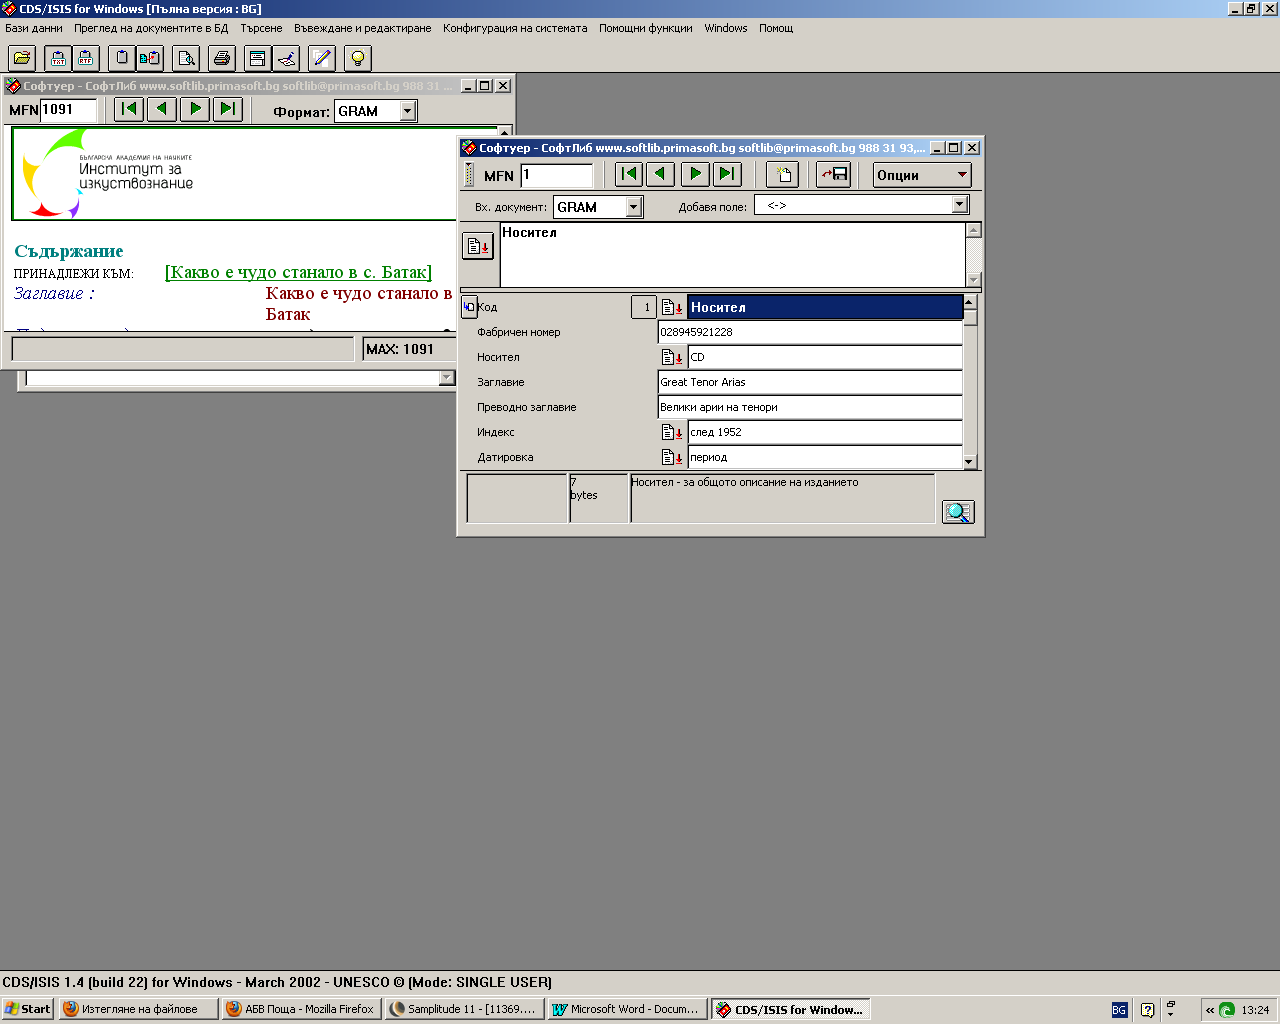 CDS/ISIS for Windows [Пълна версия : BG]
Бази данни Преглед на документите в БД Търсене Въвеждане и редактиране Конфигурация на системата Помощни функции Windows Помощ
TXT RTF
Софтуер - СофтЛиб www.softlib.primasoft.bg softlib@primasoft.bg 988 31 ...
MFN 1091 Формат: GRAM
БЪЛГАРСКА АКАДЕМИЯ НА НАУКИТЕ
Институт за
изкуствознание
Съдържание
ПРИНАДЛЕЖИ КЪМ: [Какво е чудо станало в с. Батак]
Заглавие : Какво е чудо станало в
Батак
MAX: 1091
Софтуер - СофтЛиб www.softlib.primasoft.bg softlib@primasoft.bg 988 31 93,...
MFN 1 Опции
Вх. документ: GRAM Добавя поле: <->
Носител
Код 1 Носител
Фабричен номер 028945921228
Носител CD
Заглавие Great Tenor Arias
Преводно заглавие Велики арии на тенори
Индекс след 1952
Датировка период
7 Носител - за общото описание на изданието
bytes
CDS/ISIS 1.4 (build 22) for Windows - March 2002 - UNESCO © (Mode: SINGLE USER)
Start Изтегляне на файлове АБВ Поща - Mozilla Firefox Samplitude 11 - [11369.... Microsoft Word - Docum... CDS/ISIS for Window... BG « 13:24